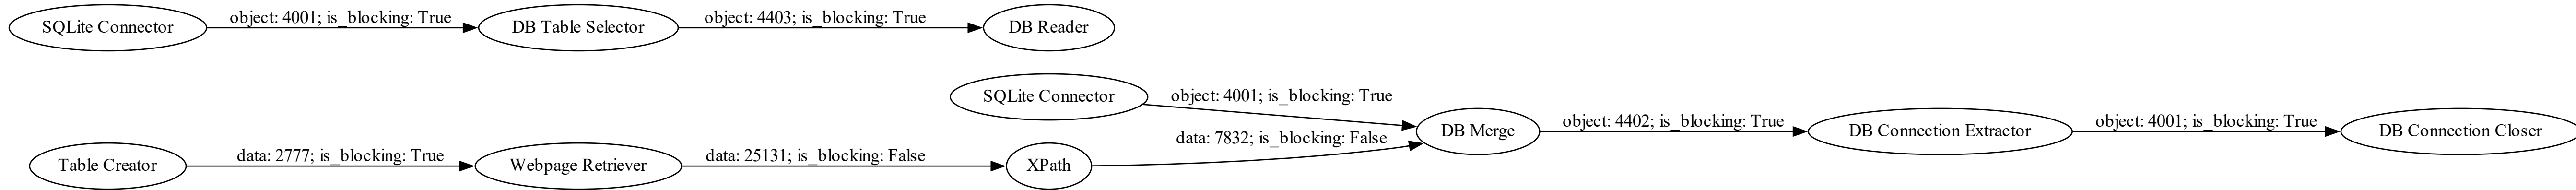 SQLite Connector
object: 4001; is_blocking: True
DB Table Selector
object: 4403; is_blocking: True
DB Reader
SQLite Connector
object: 4001; is_blocking: True
Table Creator
data: 2777; is_blocking: True
Webpage Retriever
data: 25131; is_blocking: False
XPath
data: 7832; is_blocking: False
DB Merge
object: 4402; is_blocking: True
DB Connection Extractor
object: 4001; is_blocking: True
DB Connection Closer